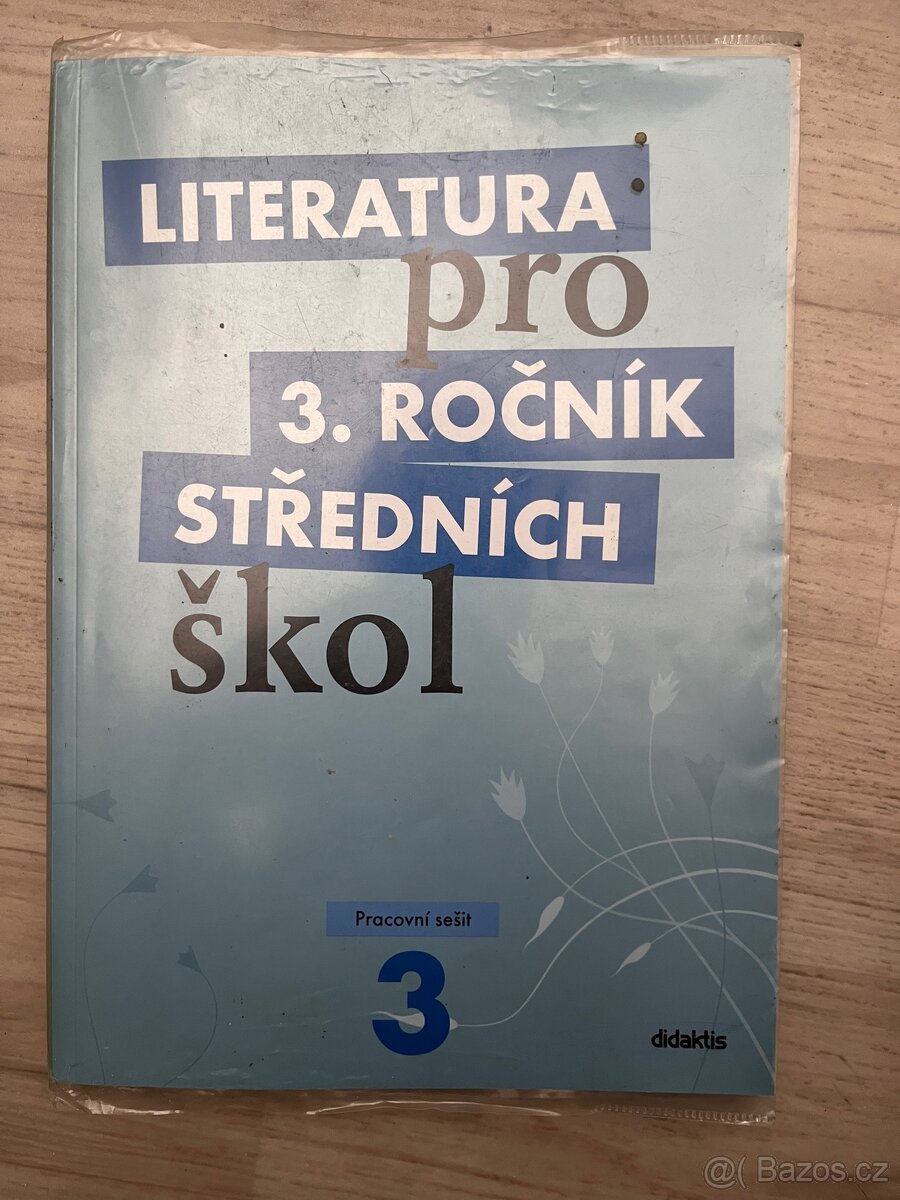 LITERATURA
pro
3. ROČNÍK
STŘEDNÍCH
škol
Pracovní sešit
3
didaktis
@( Bazos.cz